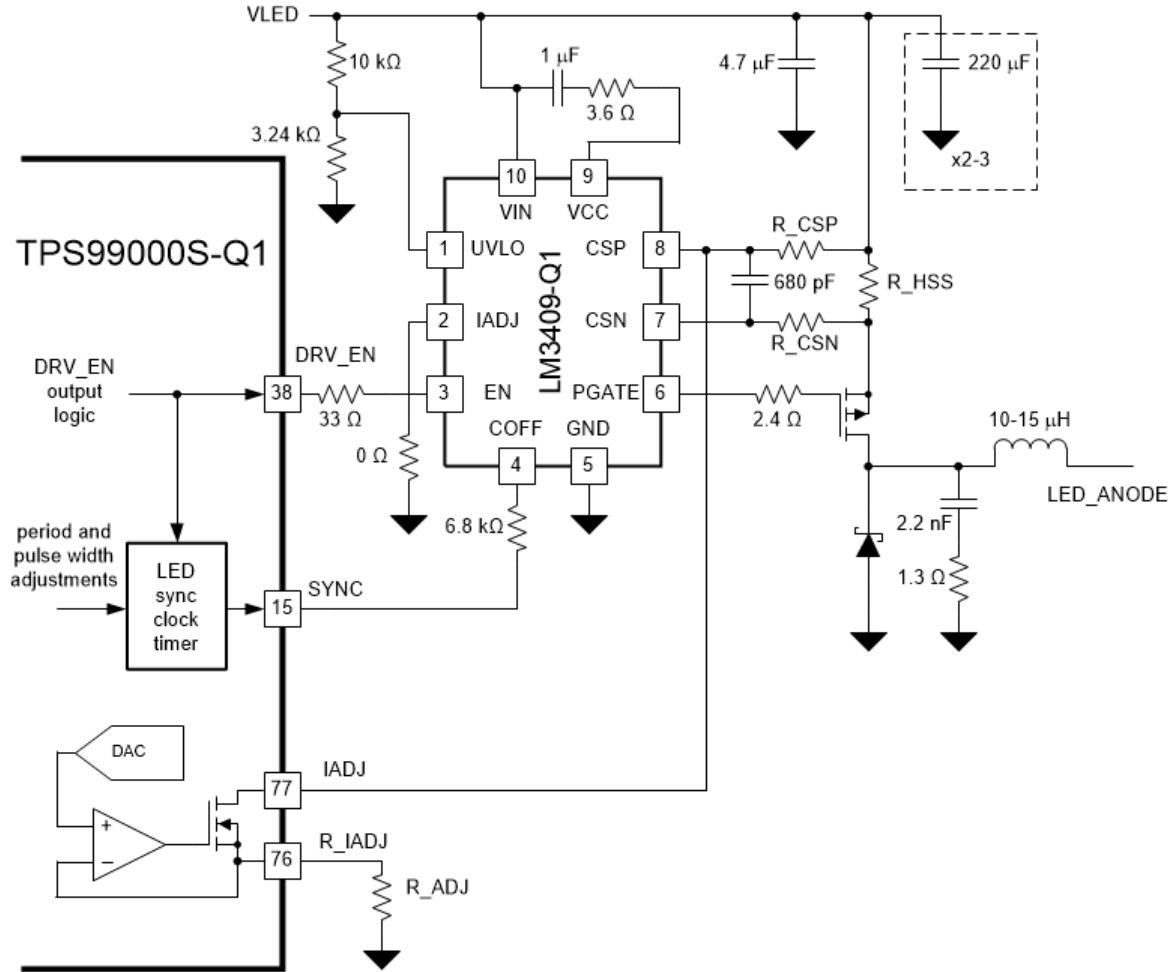 VLED
10 kΩ
1 μF
4.7 μF
220 μF
3.6 Ω
3.24 kΩ
x2-3
10
9
VIN
VCC
TPS99000S-Q1
1
UVLO
CSP
8
R_CSP
680 pF
R_HSS
2
IADJ
LM3409-Q1
CSN
7
R_CSN
DRV_EN
output
logic
38
DRV_EN
33 Ω
3
EN
PGATE
6
2.4 Ω
10-15 μH
LED_ANODE
COFF
GND
4
5
0 Ω
6.8 kΩ
2.2 nF
1.3 Ω
period and
pulse width
adjustments
LED
sync
clock
timer
15
SYNC
DAC
77
IADJ
+
−
76
R_IADJ
R_ADJ